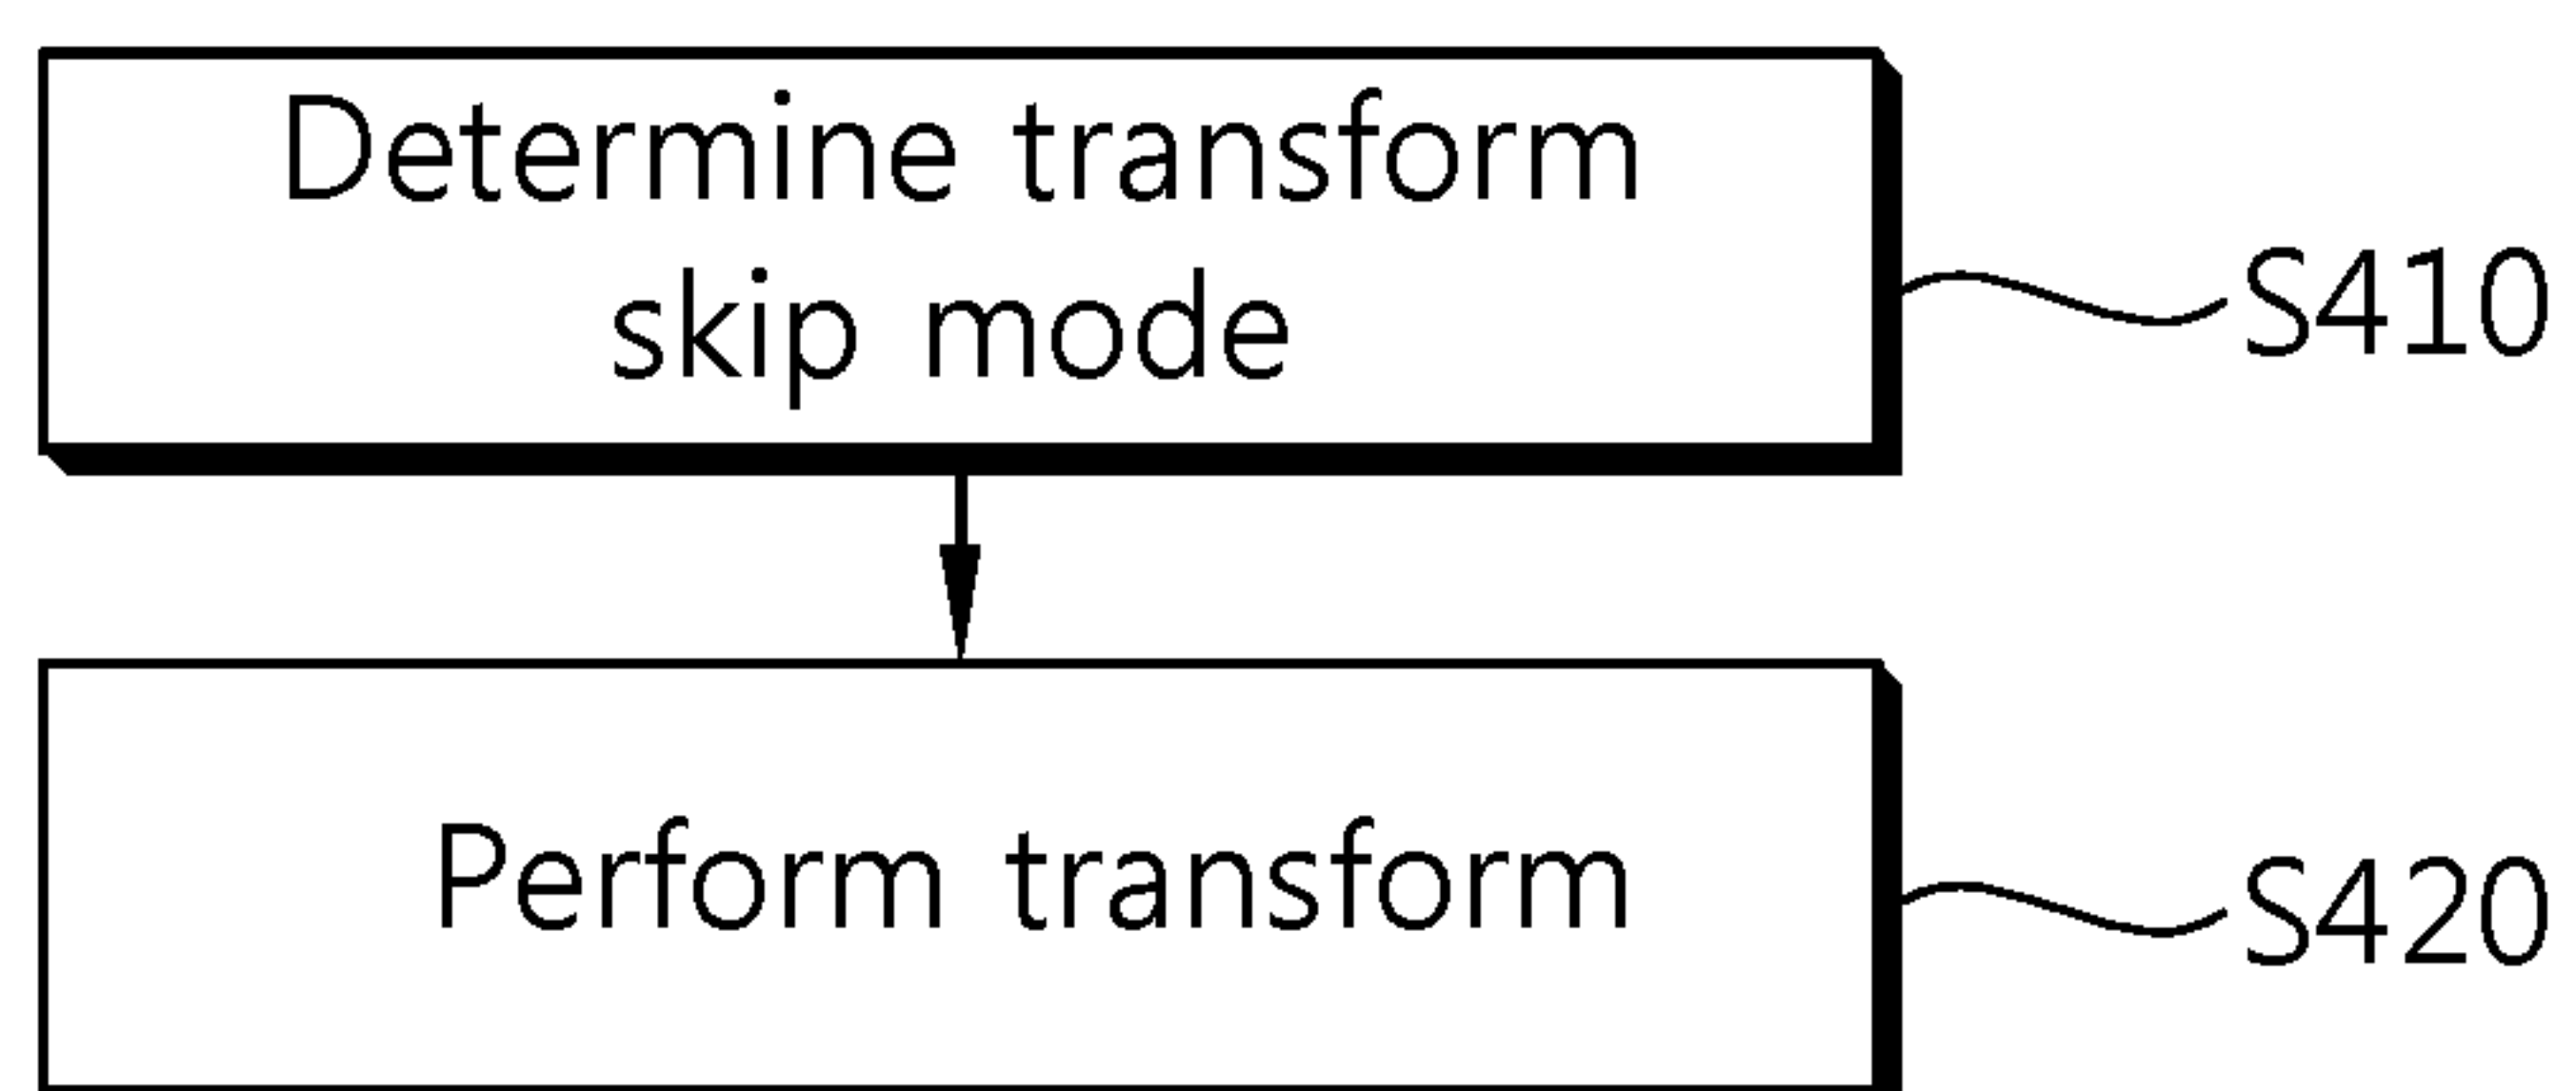 Determine transform
skip mode
S410
Perform transform
S420